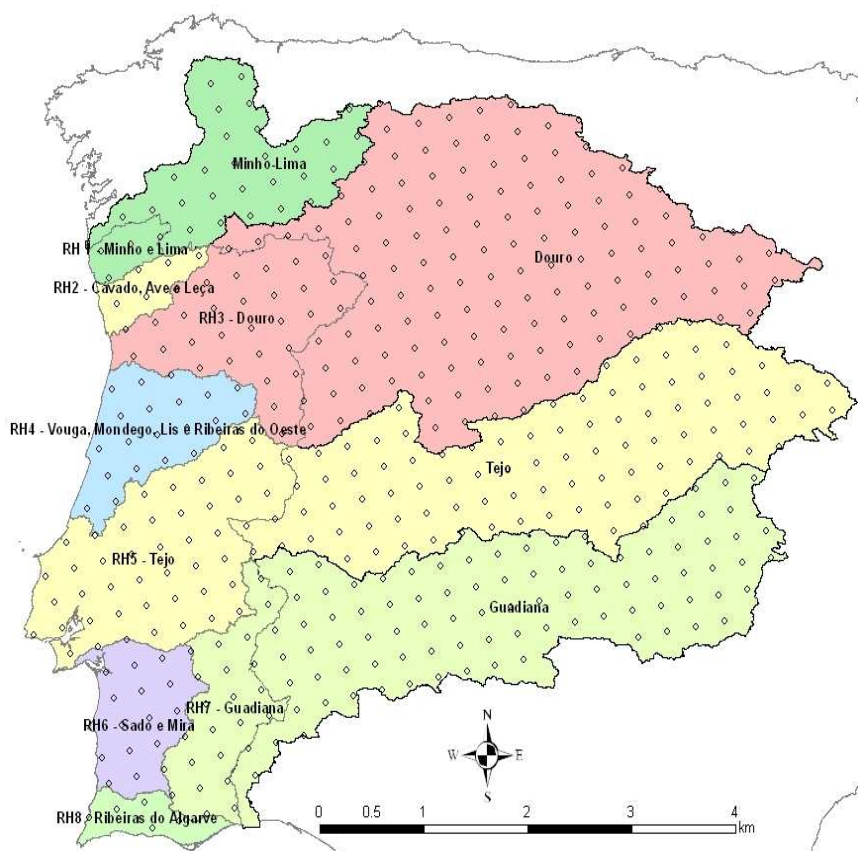 Minho-Lima
RH Minho e Lima
Douro
RH2 - Cavado, Ave e Leça
RH3 - Douro
RH4 - Vouga, Mondego, Lis e Ribeiras do Oeste
Tejo
RH5 - Tejo
Guadiana
RH7 - Guadiana
RH6 - Sado e Mira
N
W E
S
RH8 - Ribeiras do Algarve
0 0.5 1 2 3 4
km